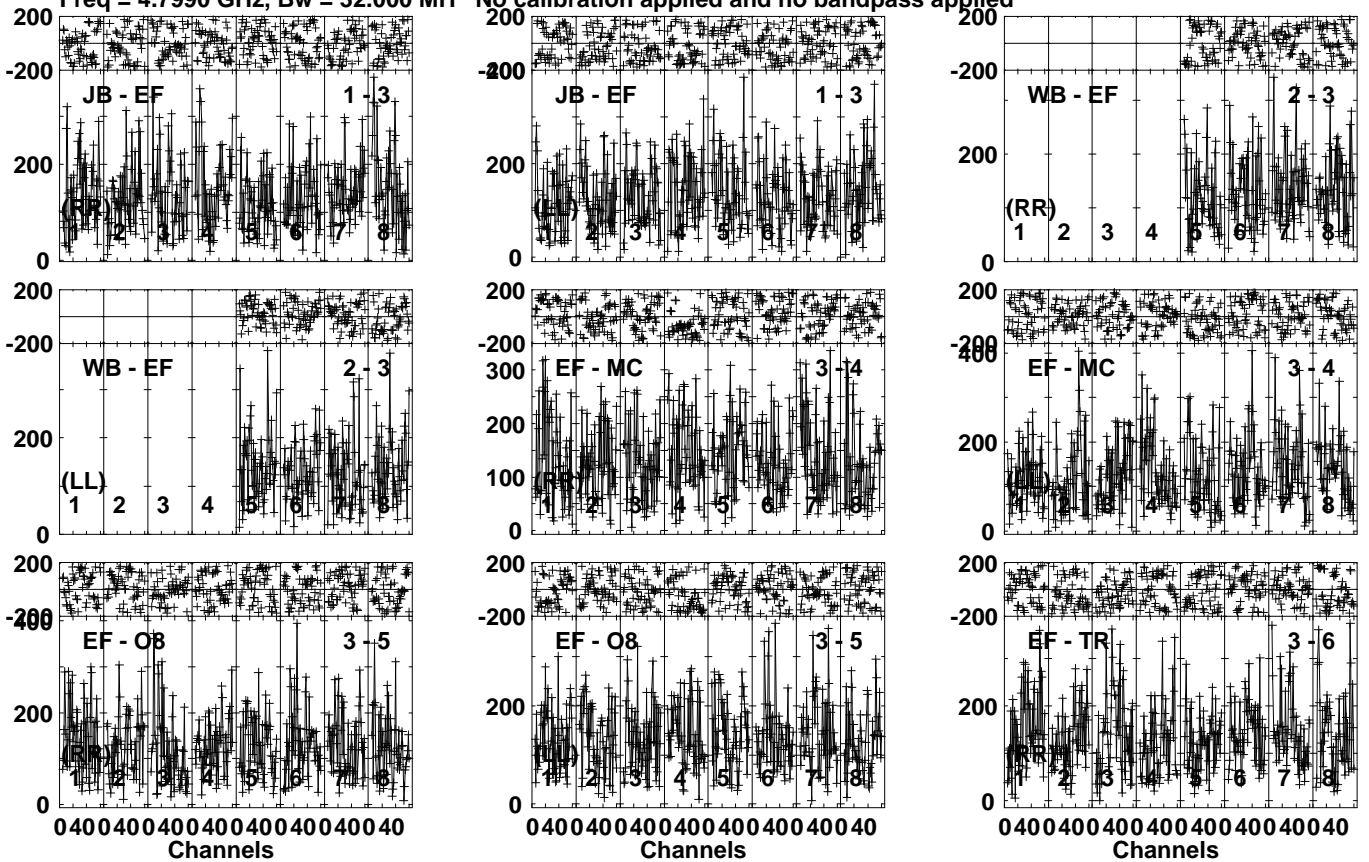 Freq = 4.7990 GHz, Bw = 32.000 MH No calibration applied and no bandpass applied
200 200 200
-200 -200 -200
JB - EF 1 - 3 JB - EF 1 - 3 WB - EF 2 - 3
400
200 200 200
(RR) (LL) (RR)
1 2 3 4 5 6 7 8 1 2 3 4 5 6 7 8 1 2 3 4 5 6 7 8
0 0 0
200 200 200
-200 -200 -200
WB - EF 2 - 3 EF - MC 3 - 4 EF - MC 3 - 4
300 400
200 200 200
100
(LL) (RR) (LL)
1 2 3 4 5 6 7 8 1 2 3 4 5 6 7 8 1 2 3 4 5 6 7 8
0 0 0
200 200 200
-200 -200 -200
400
EF - O8 3 - 5 EF - O8 3 - 5 EF - TR 3 - 6
200 200 200
(RR) (LL) (RR)
1 2 3 4 5 6 7 8 1 2 3 4 5 6 7 8 1 2 3 4 5 6 7 8
0 0 0
0 40 0 40 0 40 0 40 0 40 0 40 0 40 0 40 0 40 0 40 0 40 0 40 0 40 0 40 0 40 0 40 0 40 0 40 0 40 0 40 0 40 0 40 0 40 0 40
Channels Channels Channels